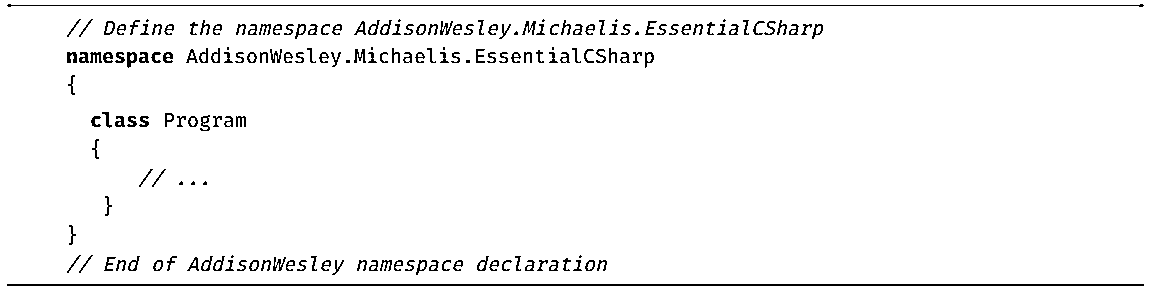 // Define the namespace AddisonWesley.Michaelis.EssentialCSharp
namespace AddisonWesley.Michaelis.EssentialCSharp
{
  class Program
  {
      // ...
   }
}
// End of AddisonWesley namespace declaration